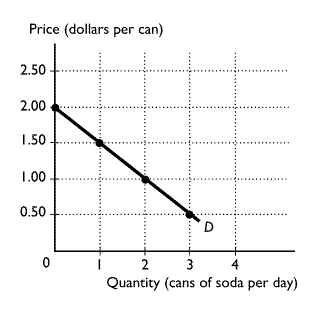 Price (dollars per can)
2.50
2.00
1.50
1.00
0.50
D
0 1 2 3 4
Quantity (cans of soda per day)